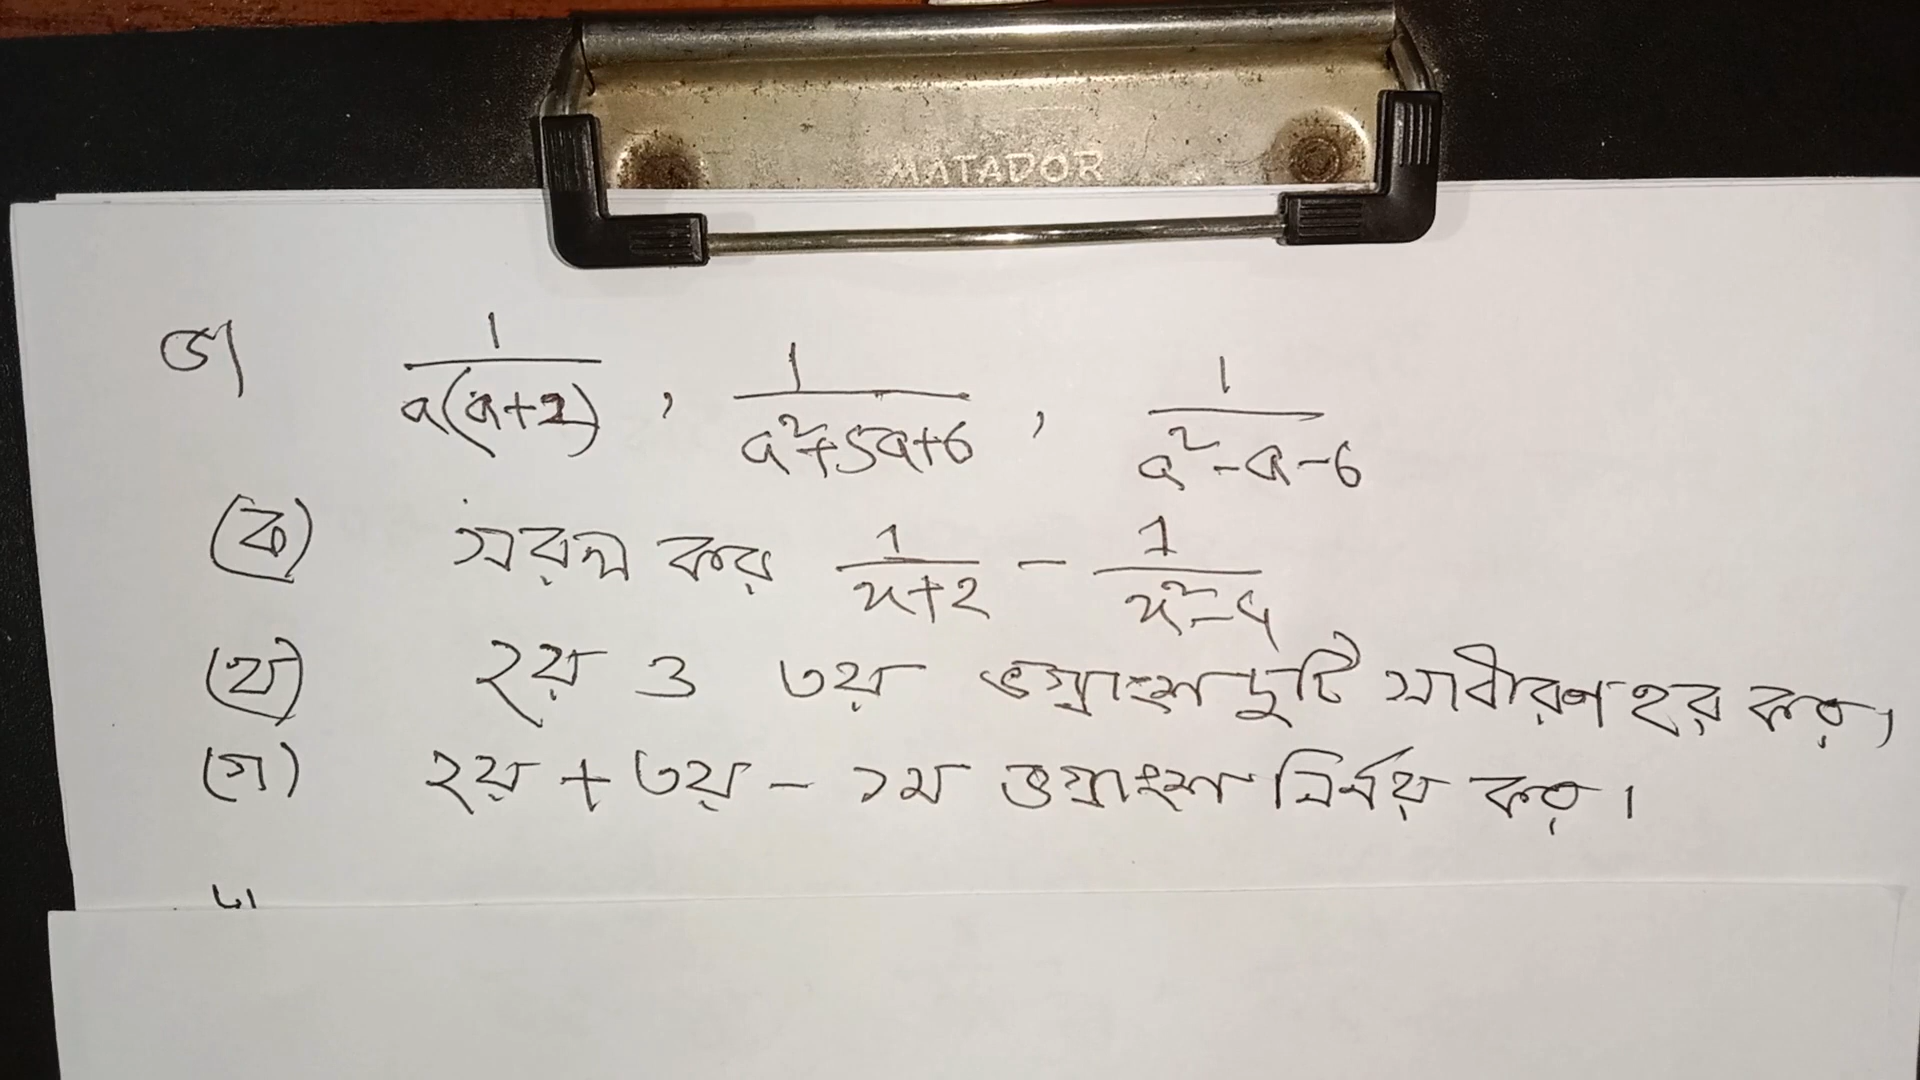 MATADOR
৩। 1/a(a+2) , 1/a²+5a+6 , 1/a²-a-6
(ক) সরল কর 1/x+2 - 1/x²-4
(খ) ২য় ও ৩য় ভগ্নাংশ দুটি সাধারণ হর কর।
(গ) ২য় + ৩য় - ১ম ভগ্নাংশ নির্ণয় কর।